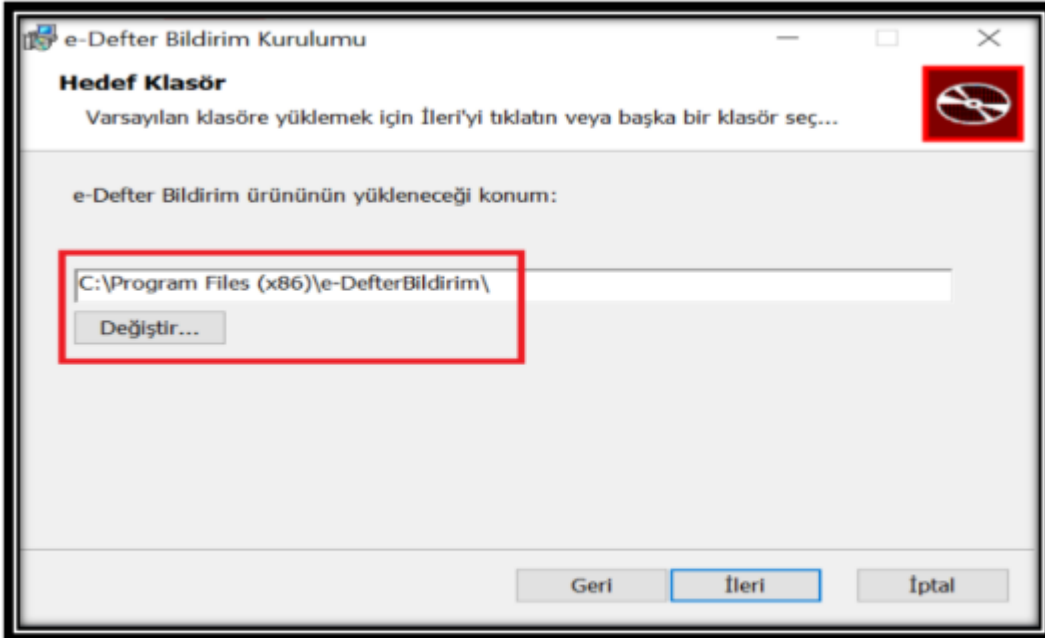 e-Defter Bildirim Kurulumu
Hedef Klasör
Varsayılan klasöre yüklemek için İleri'yi tıklatın veya başka bir klasör seç...
e-Defter Bildirim ürününün yükleneceği konum:
C:\Program Files (x86)\e-DefterBildirim\
Değiştir...
Geri
İleri
İptal